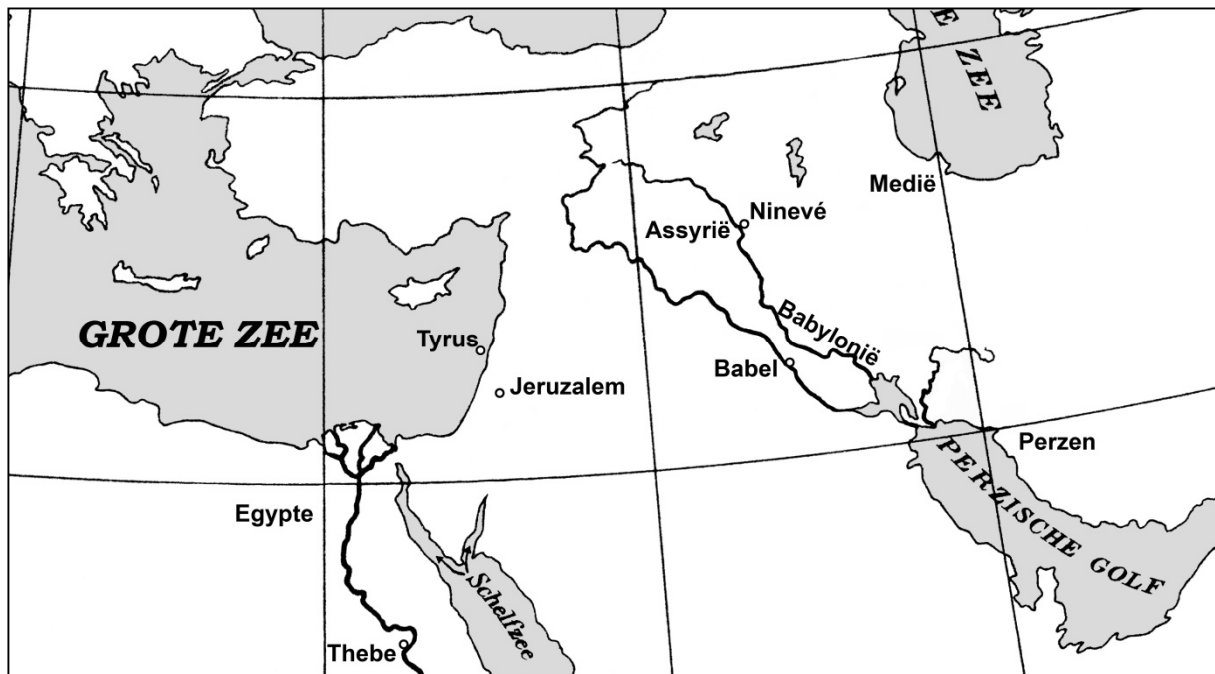 E ZEE
Medië
Ninevé
Assyrië
GROTE ZEE
Tyrus
Babylonië
Babel
Jeruzalem
Perzen
PERZISCHE GOLF
Egypte
Schelfzee
Thebe